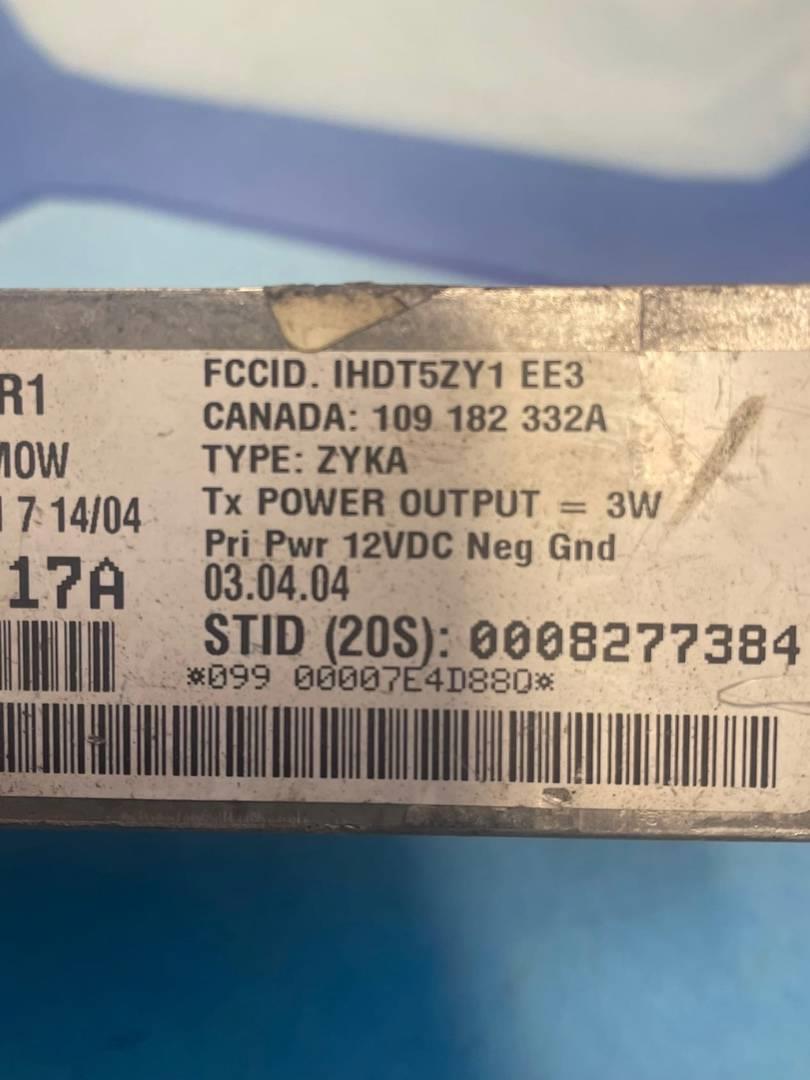 R1
FCCID. IHDT5ZY1 EE3
CANADA: 109 182 332A
MOW
TYPE: ZYKA
7 14/04
Tx POWER OUTPUT = 3W
Pri Pwr 12VDC Neg Gnd
17A
03.04.04
STID (20S): 0008277384
*099 00007E4D88Q*